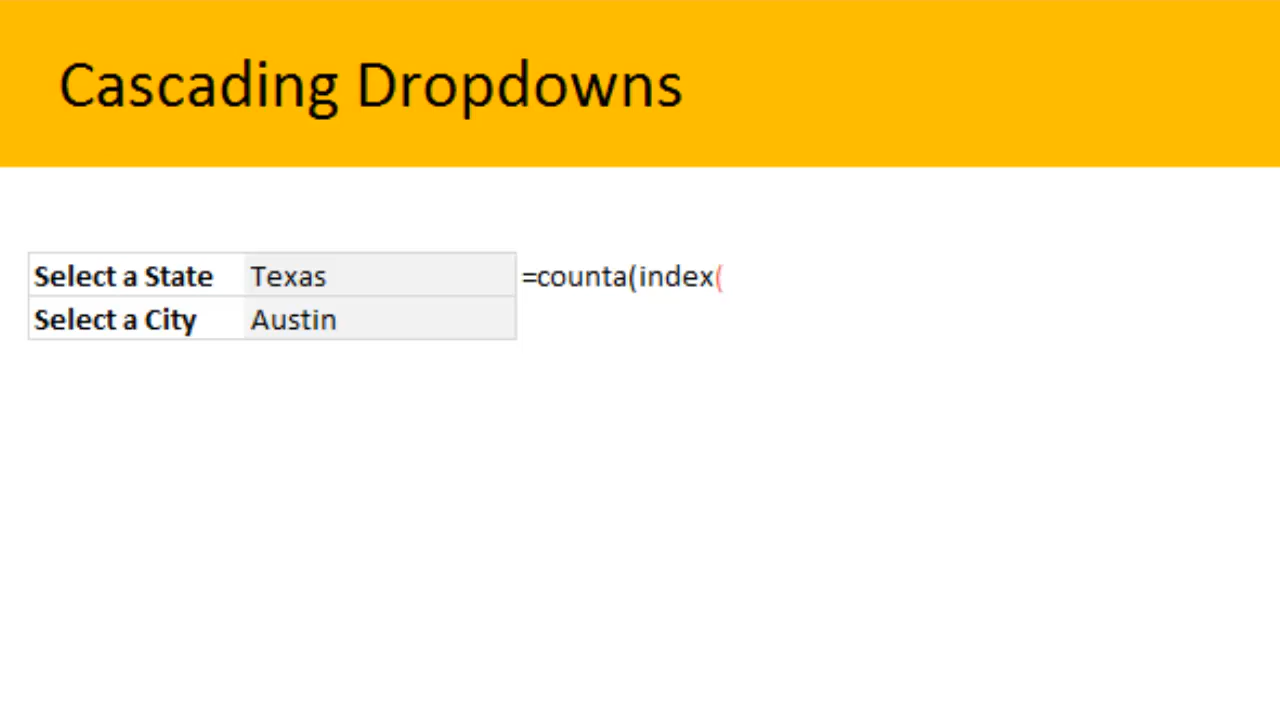 Cascading Dropdowns
Select a State Texas =counta(index(
Select a City Austin